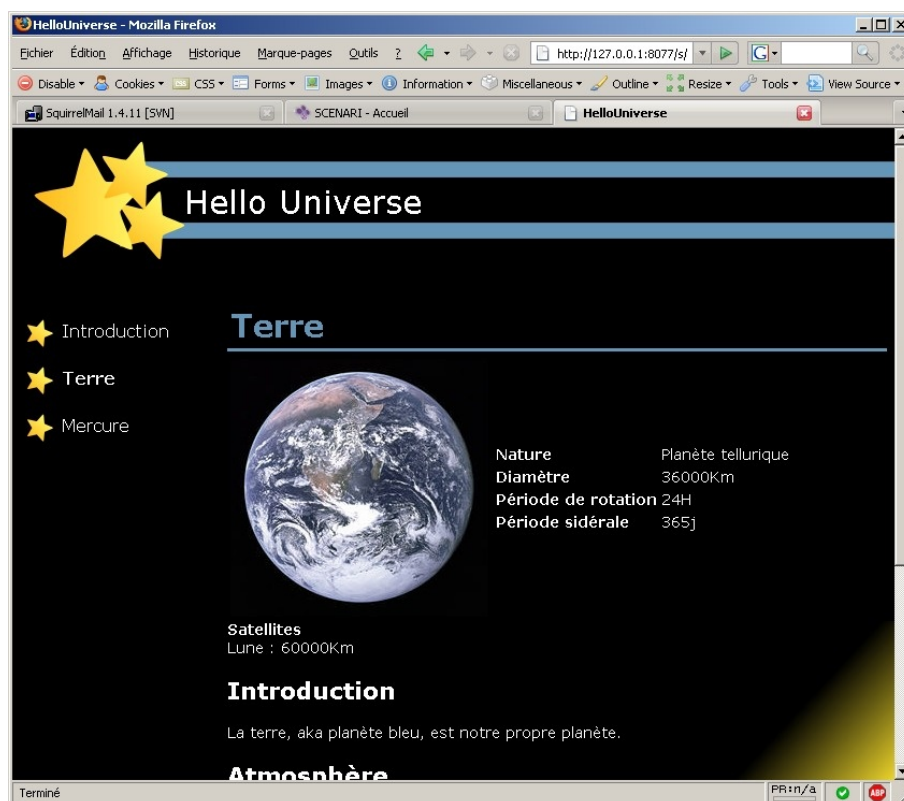 HelloUniverse - Mozilla Firefox
Fichier Édition Affichage Historique Marque-pages Outils ? http://127.0.0.1:8077/s/ G
Disable Cookies CSS Forms Images Information Miscellaneous Outline Resize Tools View Source
SquirrelMail 1.4.11 [SVN] SCENARI - Accueil HelloUniverse
Hello Universe
Introduction
Terre
Mercure
Terre
Nature Planète tellurique
Diamètre 36000Km
Période de rotation 24H
Période sidérale 365j
Satellites
Lune : 60000Km
Introduction
La terre, aka planète bleu, est notre propre planète.
Atmosphère
Terminé PR:n/a ABP